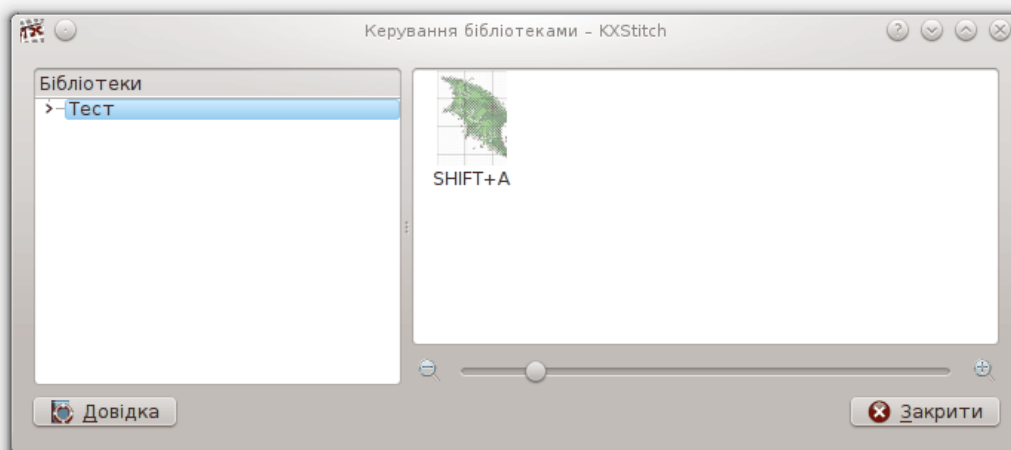 Керування бібліотеками – KXStitch
Бібліотеки
Тест
SHIFT+A
Довідка
Закрити